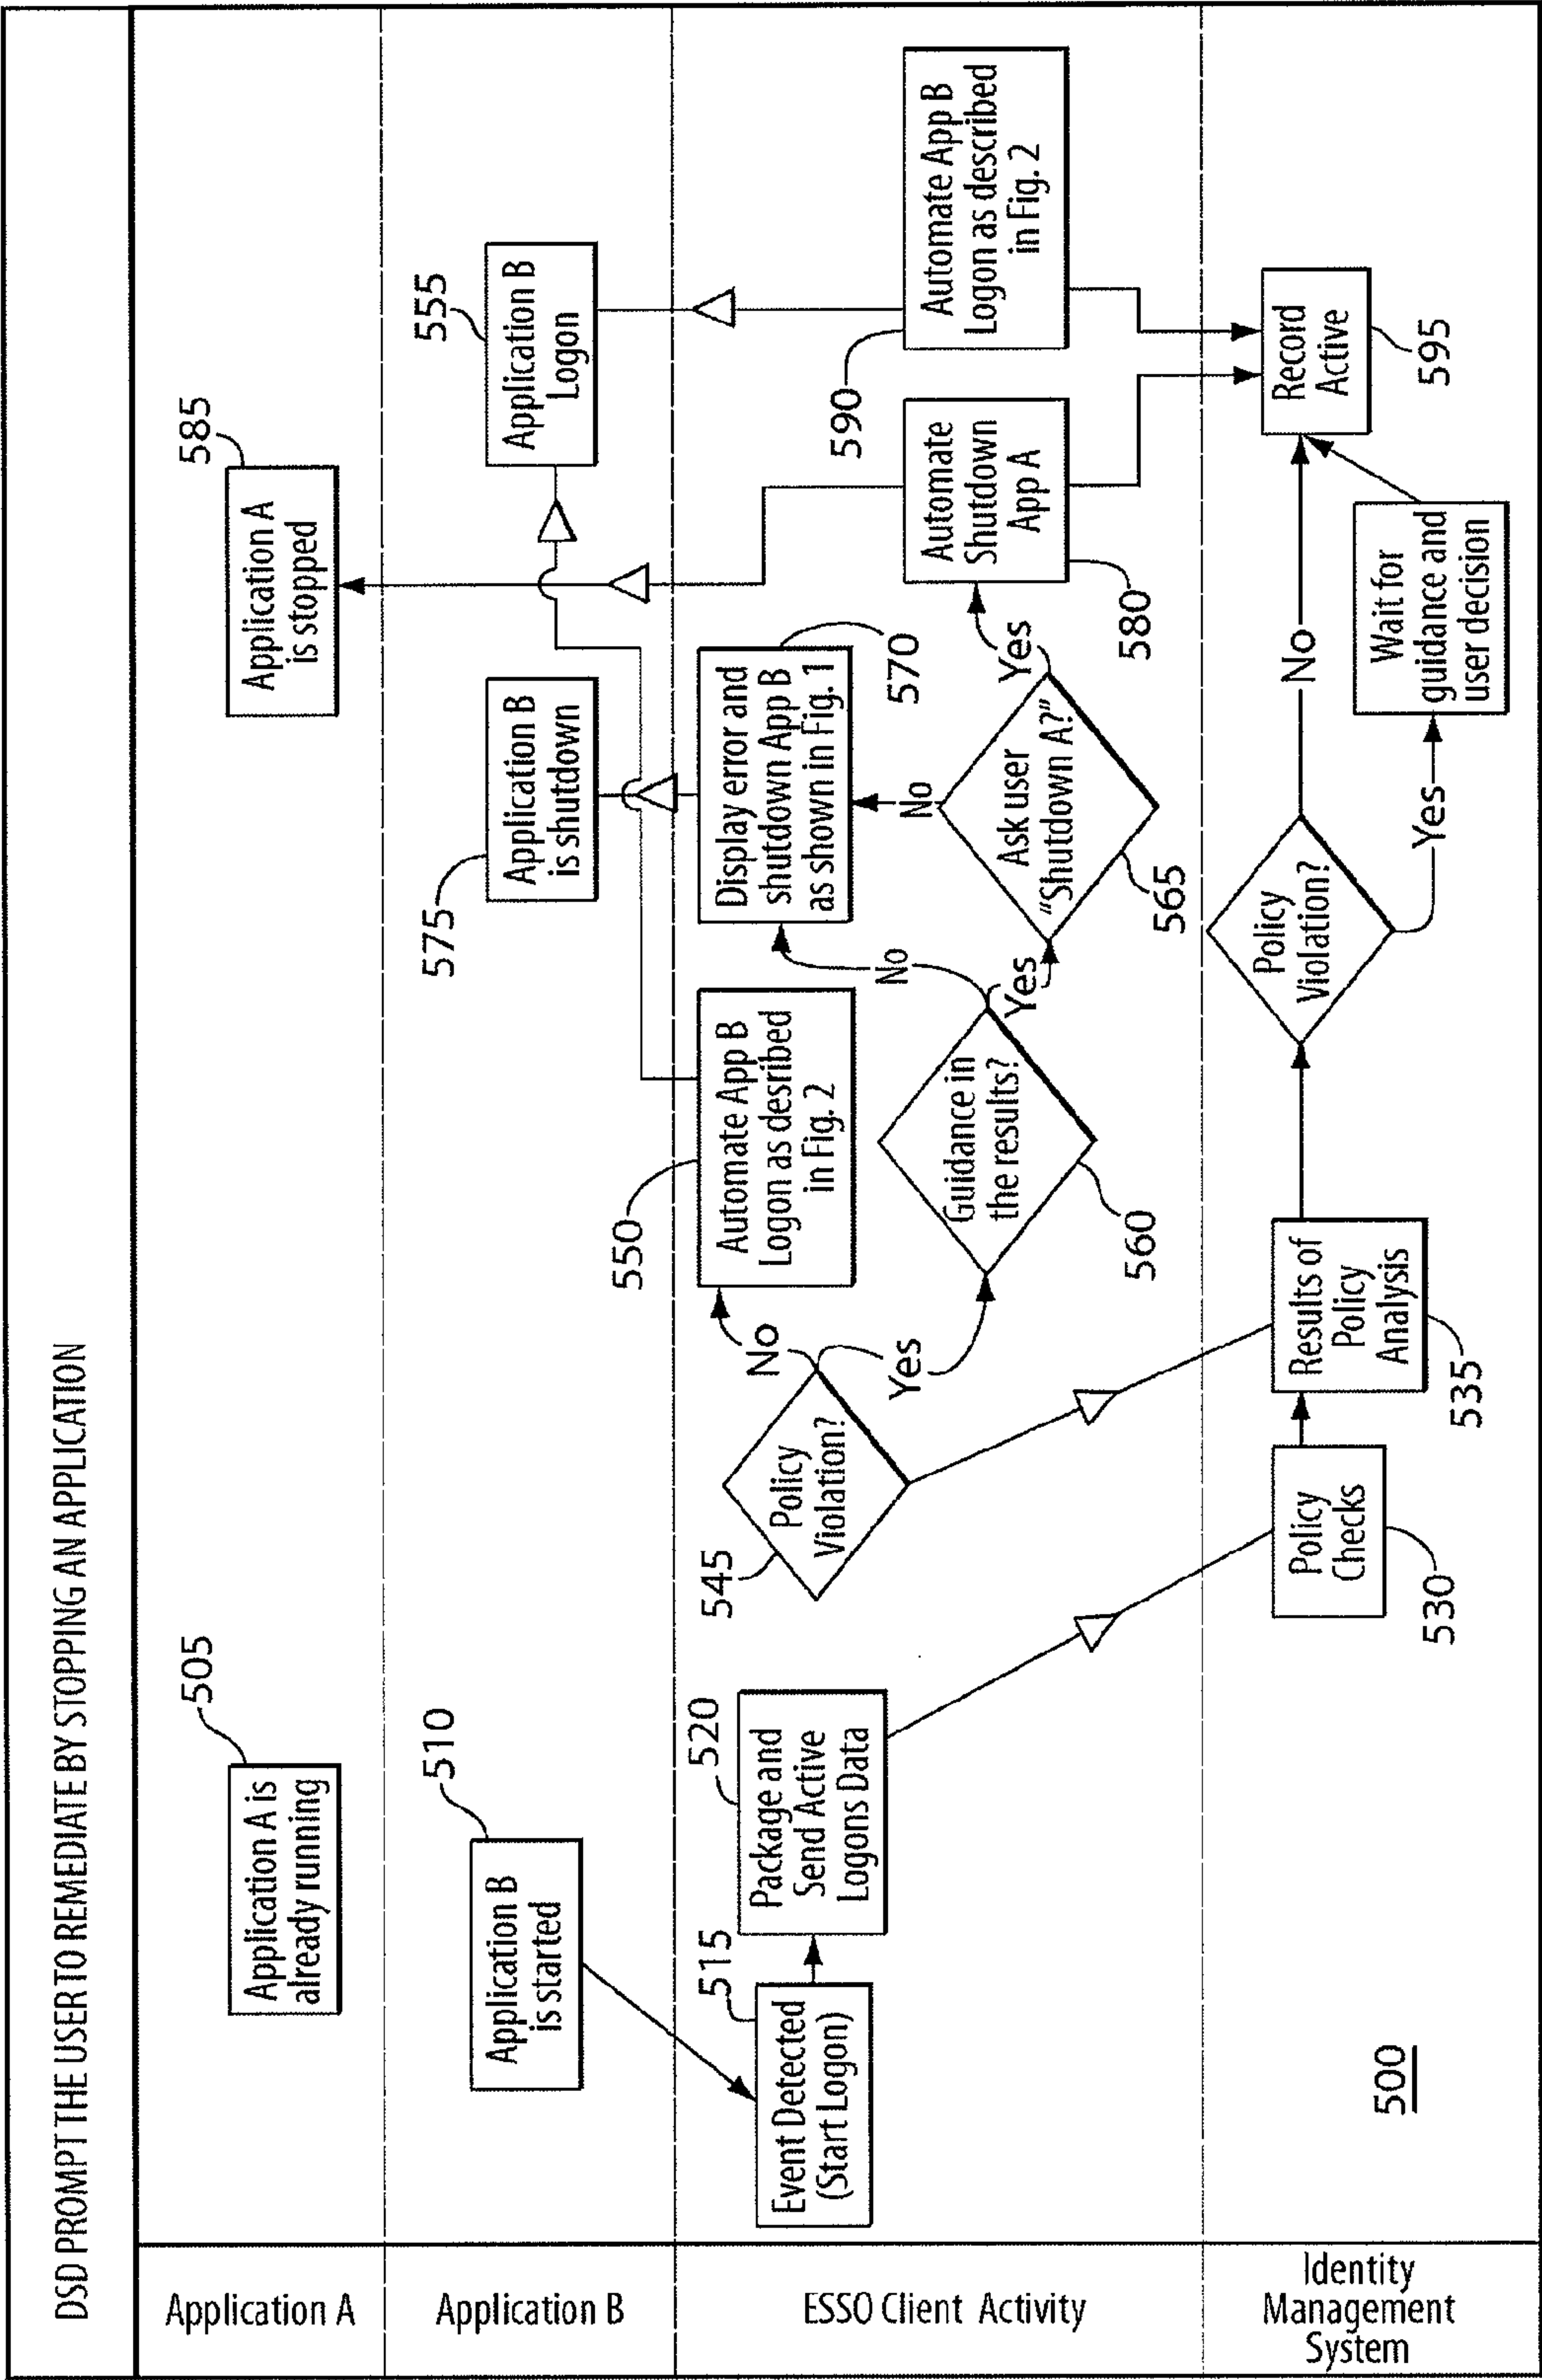 DSD PROMPT THE USER TO REMEDIATE BY STOPPING AN APPLICATION
Application A
505
Application A is
already running
585
Application A
is stopped
Application B
510
Application B
is started
575
Application B
is shutdown
555
Application B
Logon
ESSO Client Activity
515
Event Detected
(Start Logon)
520
Package and
Send Active
Logons Data
545
Policy
Violation?
No
Yes
550
Automate App B
Logon as desribed
in Fig. 2
560
Guidance in
the results?
No
Yes
570
Display error and
shutdown App B
as shown in Fig. 1
565
Ask user
“Shutdown A?”
No
Yes
580
Automate
Shutdown
App A
590
Automate App B
Logon as described
in Fig. 2
Identity
Management
System
500
530
Policy
Checks
535
Results of
Policy
Analysis
Policy
Violation?
No
Yes
Wait for
guidance and
user decision
595
Record
Active